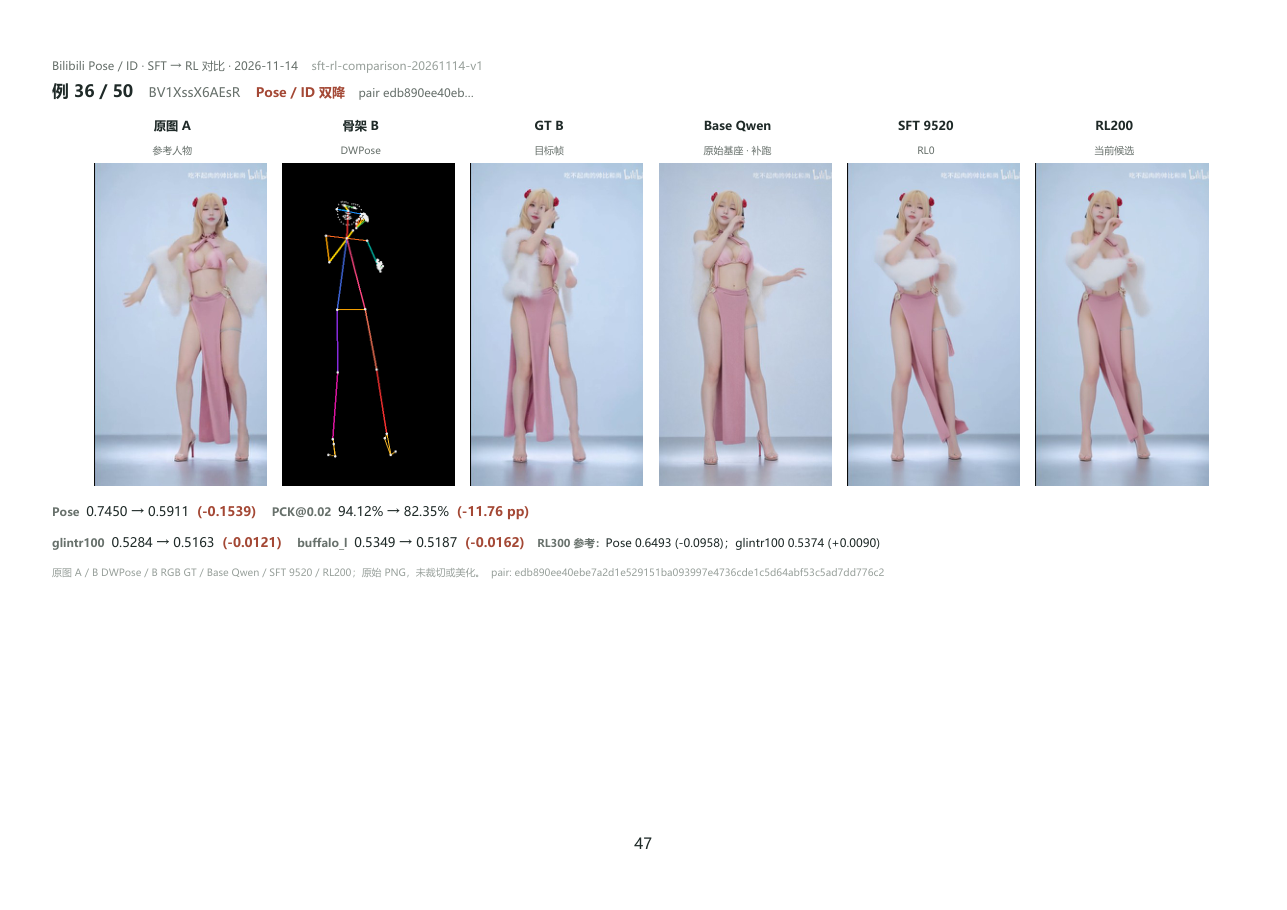 Bilibili Pose / ID · SFT → RL 对比 · 2026-11-14 sft-rl-comparison-20261114-v1
例 36 / 50 BV1XssX6AEsR Pose / ID 双降 pair edb890ee40eb…
原图 A 骨架 B GT B Base Qwen SFT 9520 RL200
参考人物 DWPose 目标帧 原始基座 · 补跑 RL0 当前候选
Pose 0.7450 → 0.5911 (-0.1539) PCK@0.02 94.12% → 82.35% (-11.76 pp)
glintr100 0.5284 → 0.5163 (-0.0121) buffalo_l 0.5349 → 0.5187 (-0.0162) RL300 参考：Pose 0.6493 (-0.0958)；glintr100 0.5374 (+0.0090)
原图 A / B DWPose / B RGB GT / Base Qwen / SFT 9520 / RL200；原始 PNG，未裁切或美化。 pair: edb890ee40ebe7a2d1e529151ba093997e4736cde1c5d64abf53c5ad7dd776c2
47